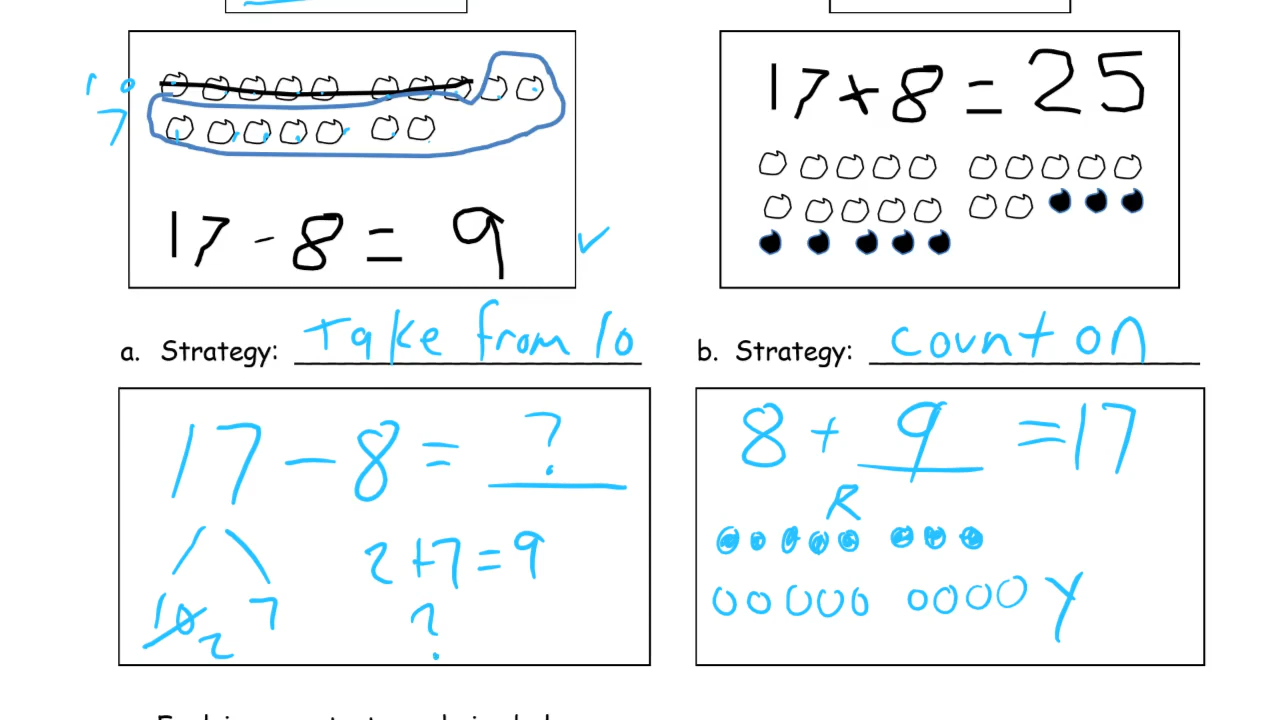 10
7
17 - 8 = 9 ✓
17 + 8 = 25
a. Strategy: Take from 10
b. Strategy: count on
17 - 8 = ?
10 7
2
2 + 7 = 9
?
8 + 9 = 17
R
Y